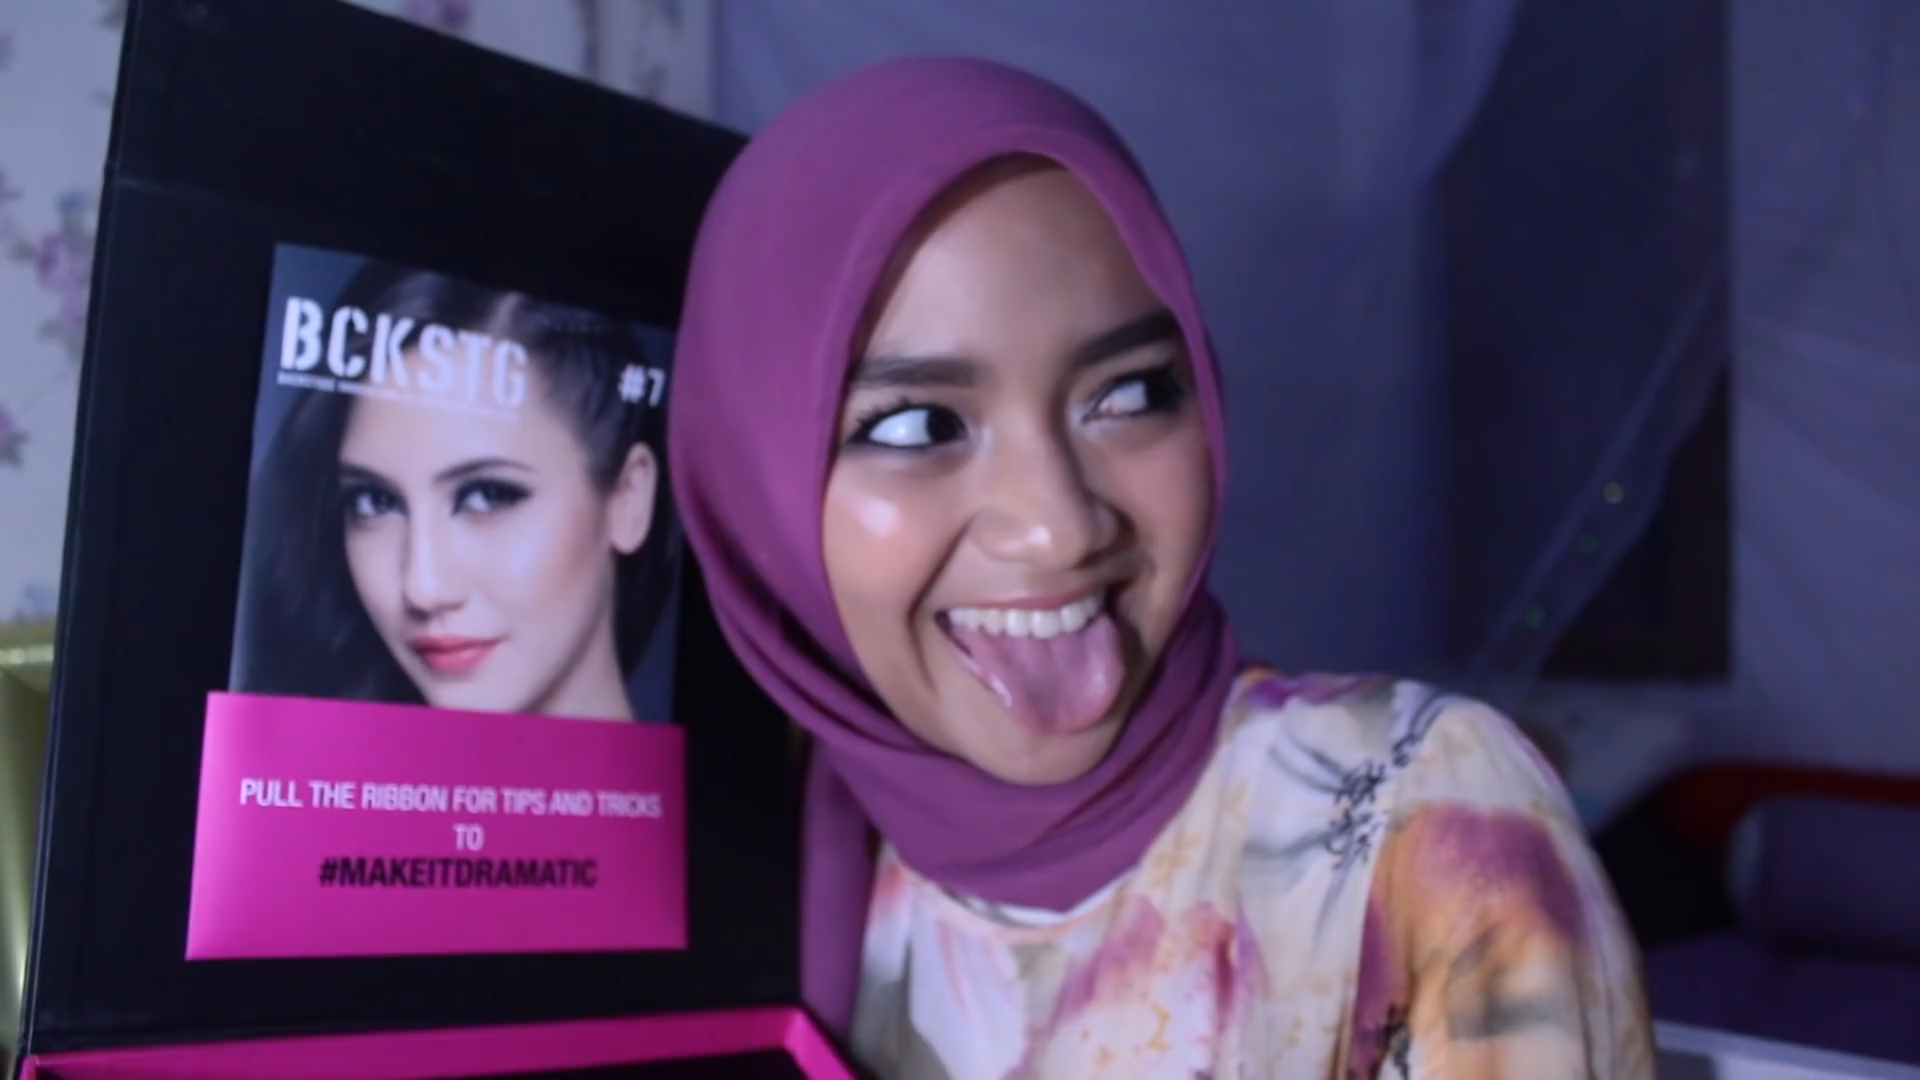 BCKSTG
#7
PULL THE RIBBON FOR TIPS AND TRICKS
TO
#MAKEITDRAMATIC